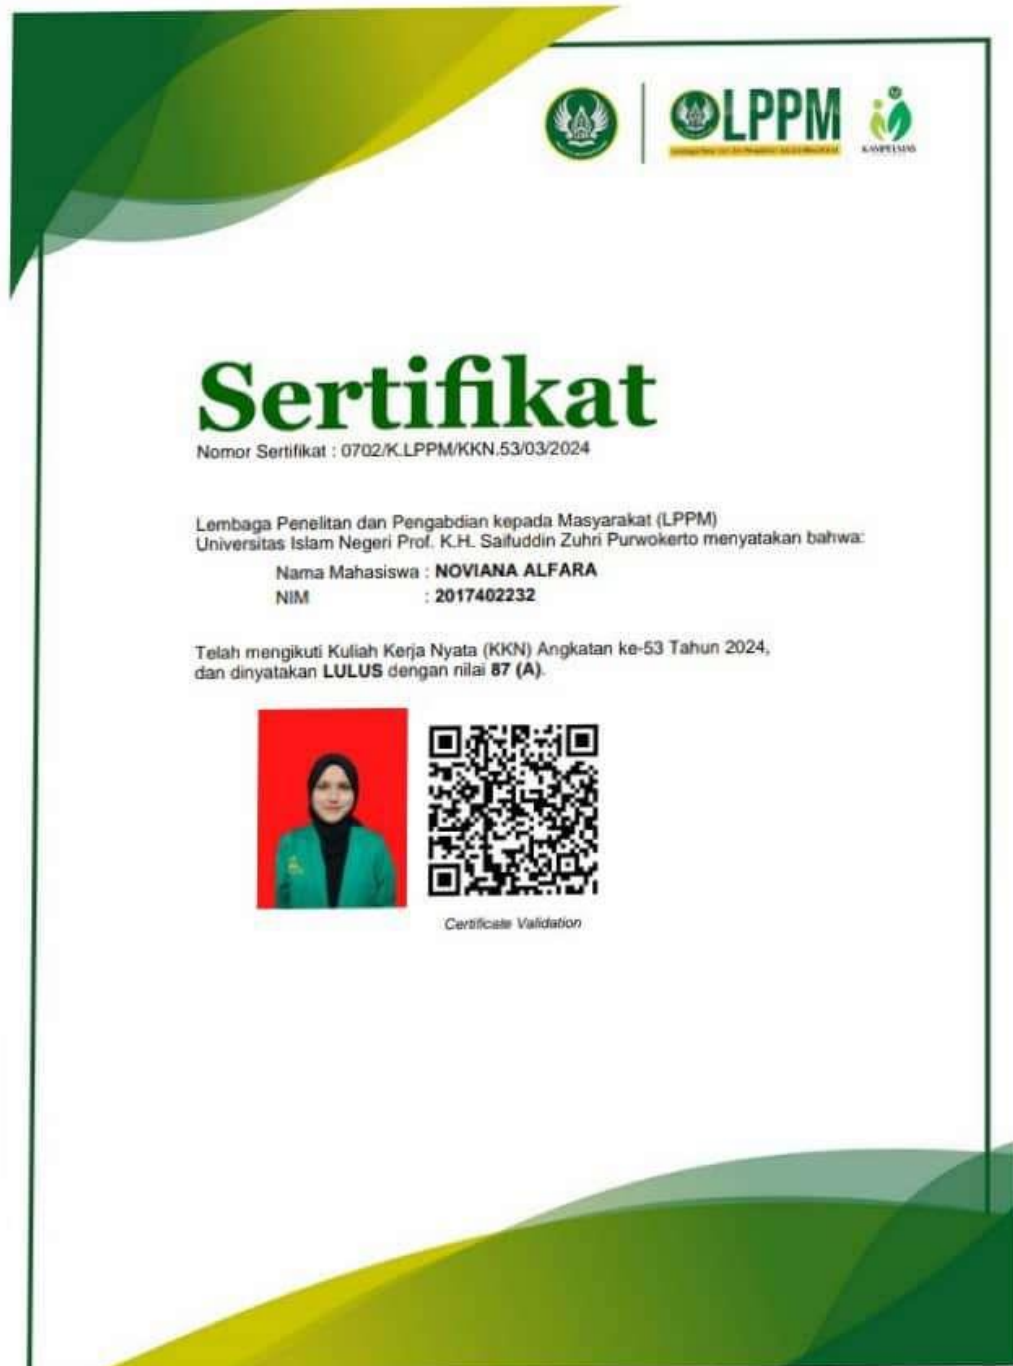 LPPM
KAMPELMAS
Sertifikat
Nomor Sertifikat : 0702/K.LPPM/KKN.53/03/2024
Lembaga Penelitan dan Pengabdian kepada Masyarakat (LPPM)
Universitas Islam Negeri Prof. K.H. Saifuddin Zuhri Purwokerto menyatakan bahwa:
Nama Mahasiswa : NOVIANA ALFARA
NIM : 2017402232
Telah mengikuti Kuliah Kerja Nyata (KKN) Angkatan ke-53 Tahun 2024,
dan dinyatakan LULUS dengan nilai 87 (A).
Certificate Validation